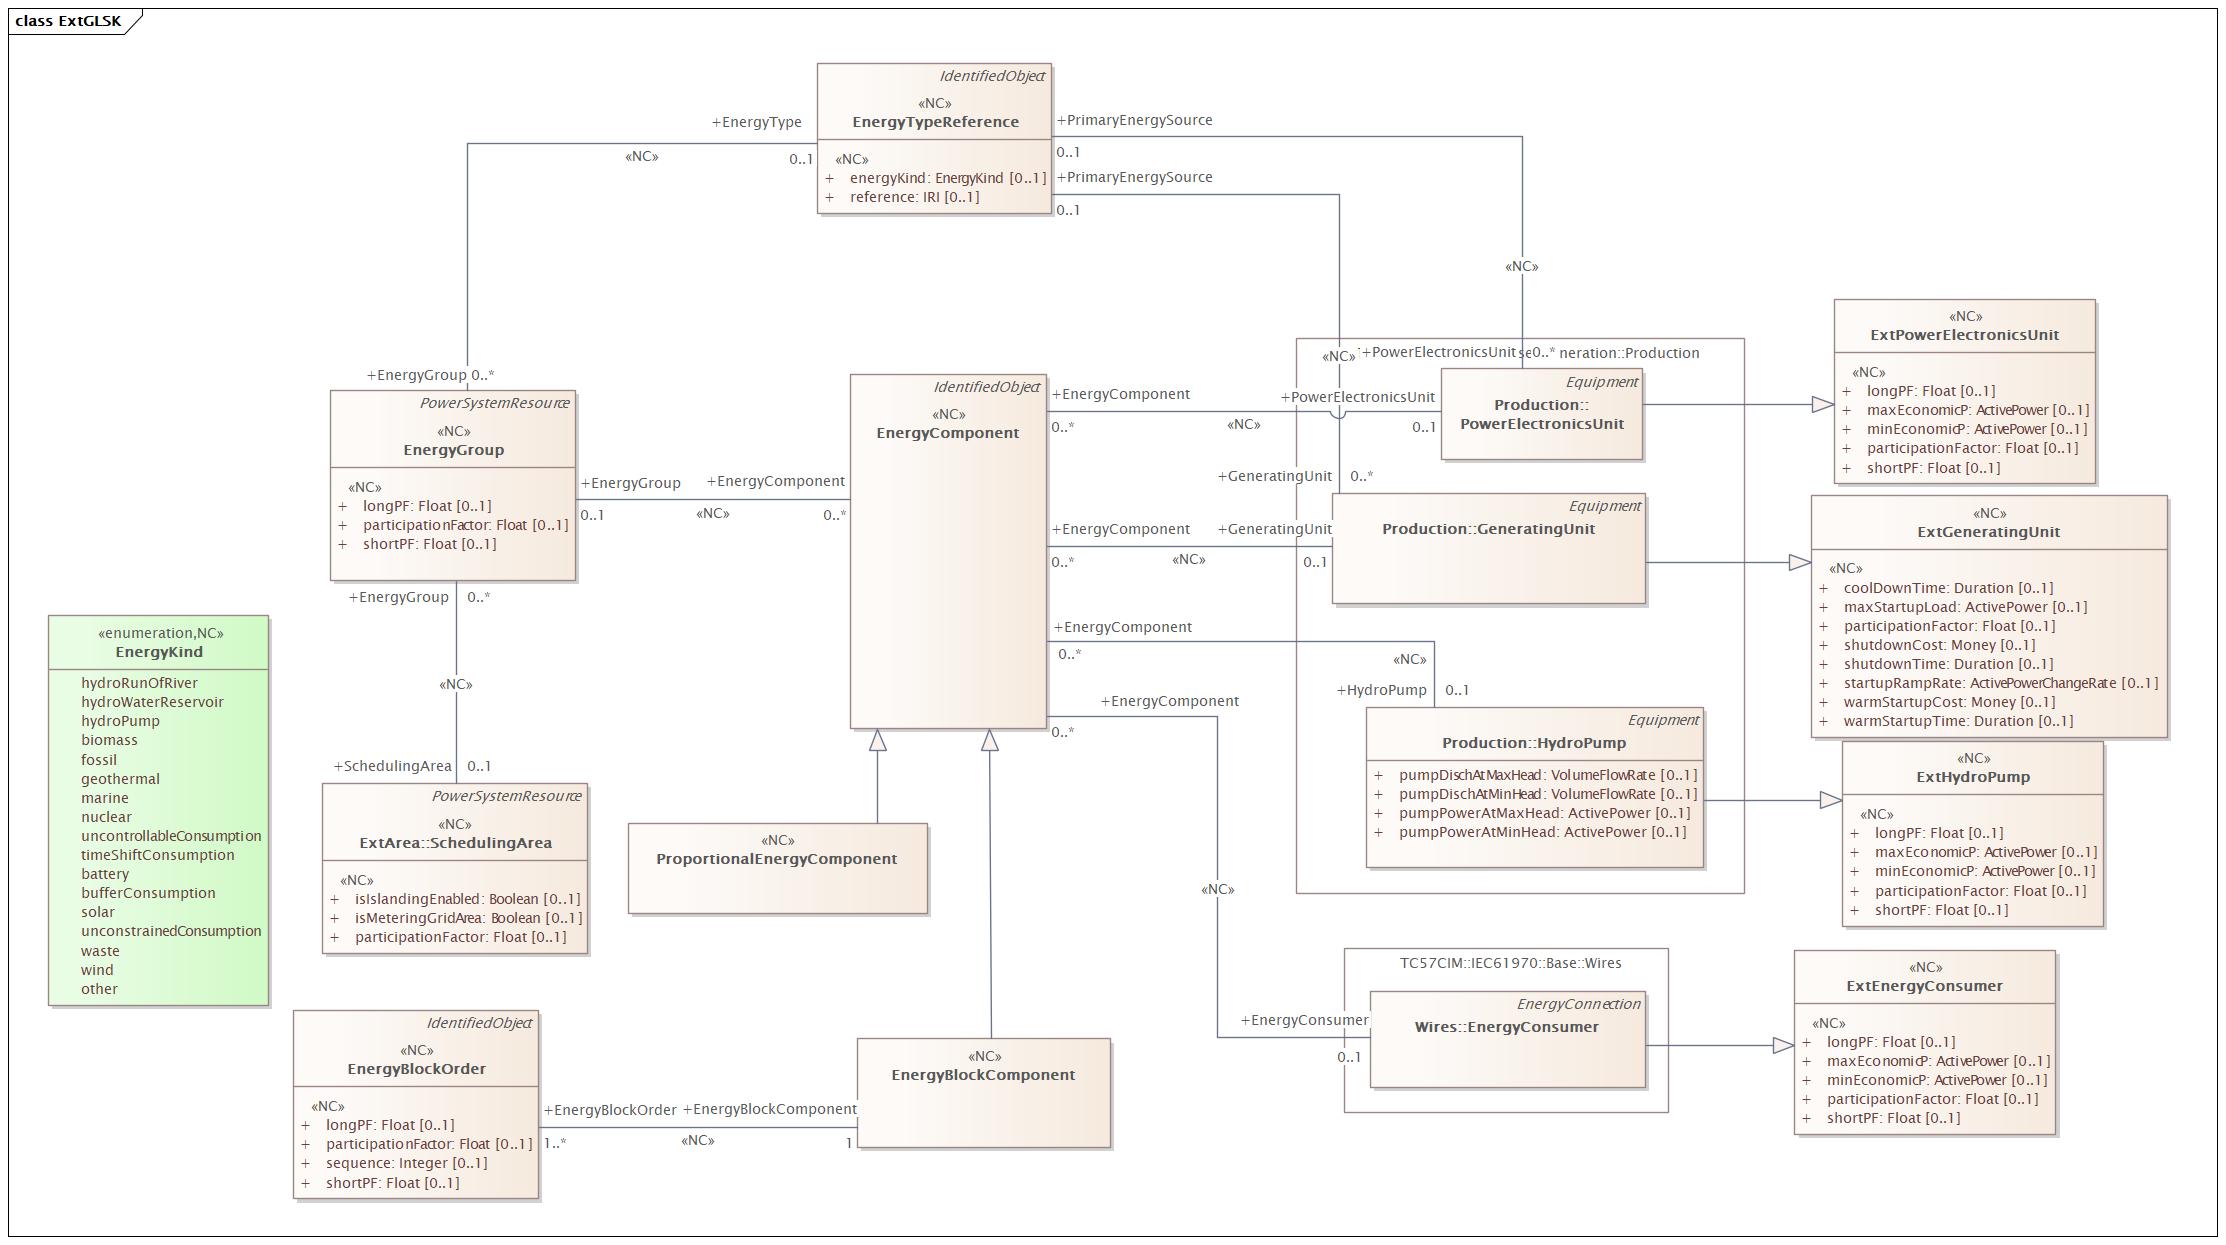 class ExtGLSK
IdentifiedObject
«NC»
EnergyTypeReference
«NC»
+ energyKind: EnergyKind [0..1]
+ reference: IRI [0..1]
+EnergyType
0..1
«NC»
+PrimaryEnergySource
0..1
+PrimaryEnergySource
0..1
«NC»
+EnergyGroup 0..*
PowerSystemResource
«NC»
EnergyGroup
«NC»
+ longPF: Float [0..1]
+ participationFactor: Float [0..1]
+ shortPF: Float [0..1]
+EnergyGroup
0..1
«NC»
+EnergyComponent
0..*
+EnergyGroup 0..*
«NC»
+SchedulingArea 0..1
PowerSystemResource
«NC»
ExtArea::SchedulingArea
«NC»
+ isIslandingEnabled: Boolean [0..1]
+ isMeteringGridArea: Boolean [0..1]
+ participationFactor: Float [0..1]
«enumeration,NC»
EnergyKind
hydroRunOfRiver
hydroWaterReservoir
hydroPump
biomass
fossil
geothermal
marine
nuclear
uncontrollableConsumption
timeShiftConsumption
battery
bufferConsumption
solar
unconstrainedConsumption
waste
wind
other
IdentifiedObject
«NC»
EnergyComponent
+EnergyComponent
0..*
«NC»
+PowerElectronicsUnit
0..1
+EnergyComponent
0..*
«NC»
+GeneratingUnit
0..1
+EnergyComponent
0..*
«NC»
+HydroPump 0..1
+EnergyComponent
0..*
«NC»
+EnergyConsumer
0..1
«NC»
+PowerElectronicsUnit
0..*
neration::Production
+GeneratingUnit 0..*
Equipment
Production::
PowerElectronicsUnit
Equipment
Production::GeneratingUnit
Equipment
Production::HydroPump
+ pumpDischAtMaxHead: VolumeFlowRate [0..1]
+ pumpDischAtMinHead: VolumeFlowRate [0..1]
+ pumpPowerAtMaxHead: ActivePower [0..1]
+ pumpPowerAtMinHead: ActivePower [0..1]
TC57CIM::IEC61970::Base::Wires
EnergyConnection
Wires::EnergyConsumer
«NC»
ExtPowerElectronicsUnit
«NC»
+ longPF: Float [0..1]
+ maxEconomicP: ActivePower [0..1]
+ minEconomicP: ActivePower [0..1]
+ participationFactor: Float [0..1]
+ shortPF: Float [0..1]
«NC»
ExtGeneratingUnit
«NC»
+ coolDownTime: Duration [0..1]
+ maxStartupLoad: ActivePower [0..1]
+ participationFactor: Float [0..1]
+ shutdownCost: Money [0..1]
+ shutdownTime: Duration [0..1]
+ startupRampRate: ActivePowerChangeRate [0..1]
+ warmStartupCost: Money [0..1]
+ warmStartupTime: Duration [0..1]
«NC»
ExtHydroPump
«NC»
+ longPF: Float [0..1]
+ maxEconomicP: ActivePower [0..1]
+ minEconomicP: ActivePower [0..1]
+ participationFactor: Float [0..1]
+ shortPF: Float [0..1]
«NC»
ExtEnergyConsumer
«NC»
+ longPF: Float [0..1]
+ maxEconomicP: ActivePower [0..1]
+ minEconomicP: ActivePower [0..1]
+ participationFactor: Float [0..1]
+ shortPF: Float [0..1]
«NC»
ProportionalEnergyComponent
IdentifiedObject
«NC»
EnergyBlockOrder
«NC»
+ longPF: Float [0..1]
+ participationFactor: Float [0..1]
+ sequence: Integer [0..1]
+ shortPF: Float [0..1]
+EnergyBlockOrder +EnergyBlockComponent
1..* «NC» 1
«NC»
EnergyBlockComponent